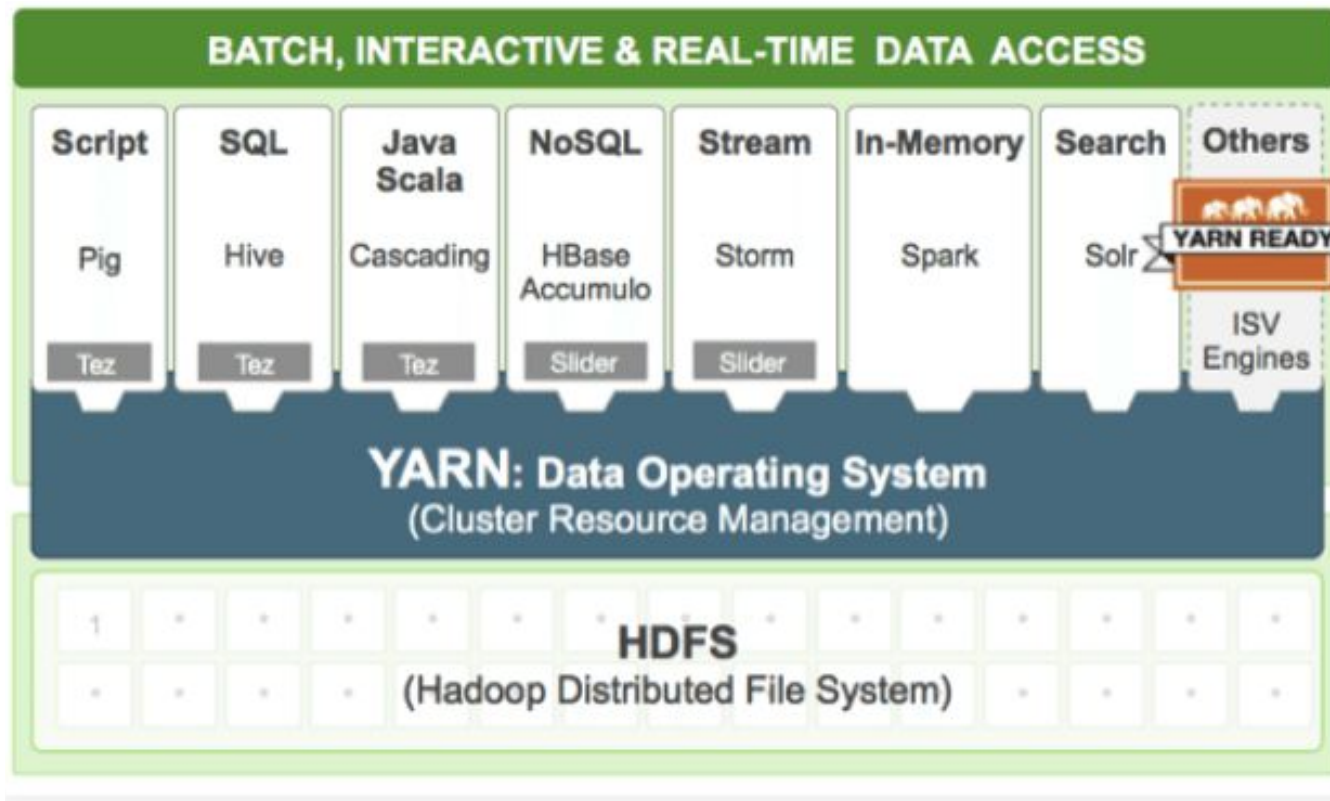 BATCH, INTERACTIVE & REAL-TIME DATA ACCESS
Script
Pig
Tez
SQL
Hive
Tez
Java
Scala
Cascading
Tez
NoSQL
HBase
Accumulo
Slider
Stream
Storm
Slider
In-Memory
Spark
Search
Solr
Others
YARN READY
ISV
Engines
YARN: Data Operating System
(Cluster Resource Management)
1
HDFS
(Hadoop Distributed File System)